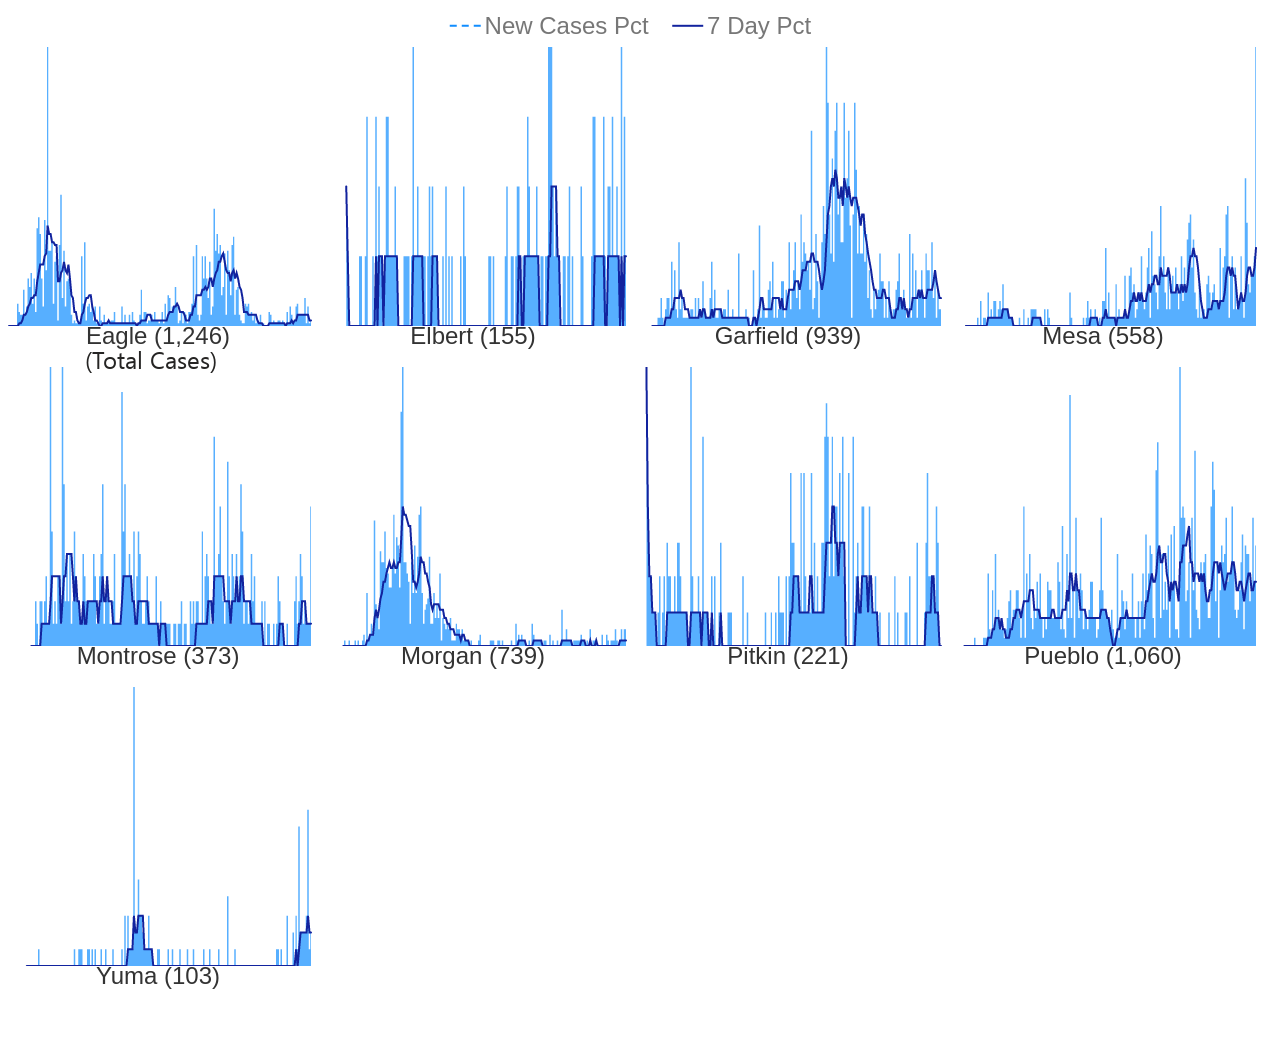 New Cases Pct 7 Day Pct
Eagle (1,246)
(Total Cases)
Elbert (155)
Garfield (939)
Mesa (558)
Montrose (373)
Morgan (739)
Pitkin (221)
Pueblo (1,060)
Yuma (103)